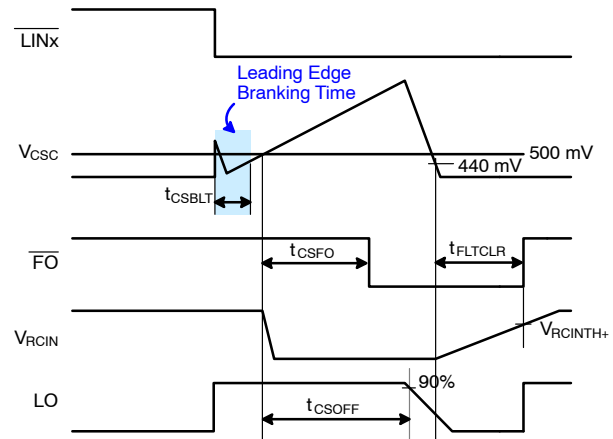 LINx
Leading Edge
Branking Time
VCSC
500 mV
440 mV
tCSBLT
FO
tCSFO
tFLTCLR
VRCIN
VRCINTH+
LO
90%
tCSOFF